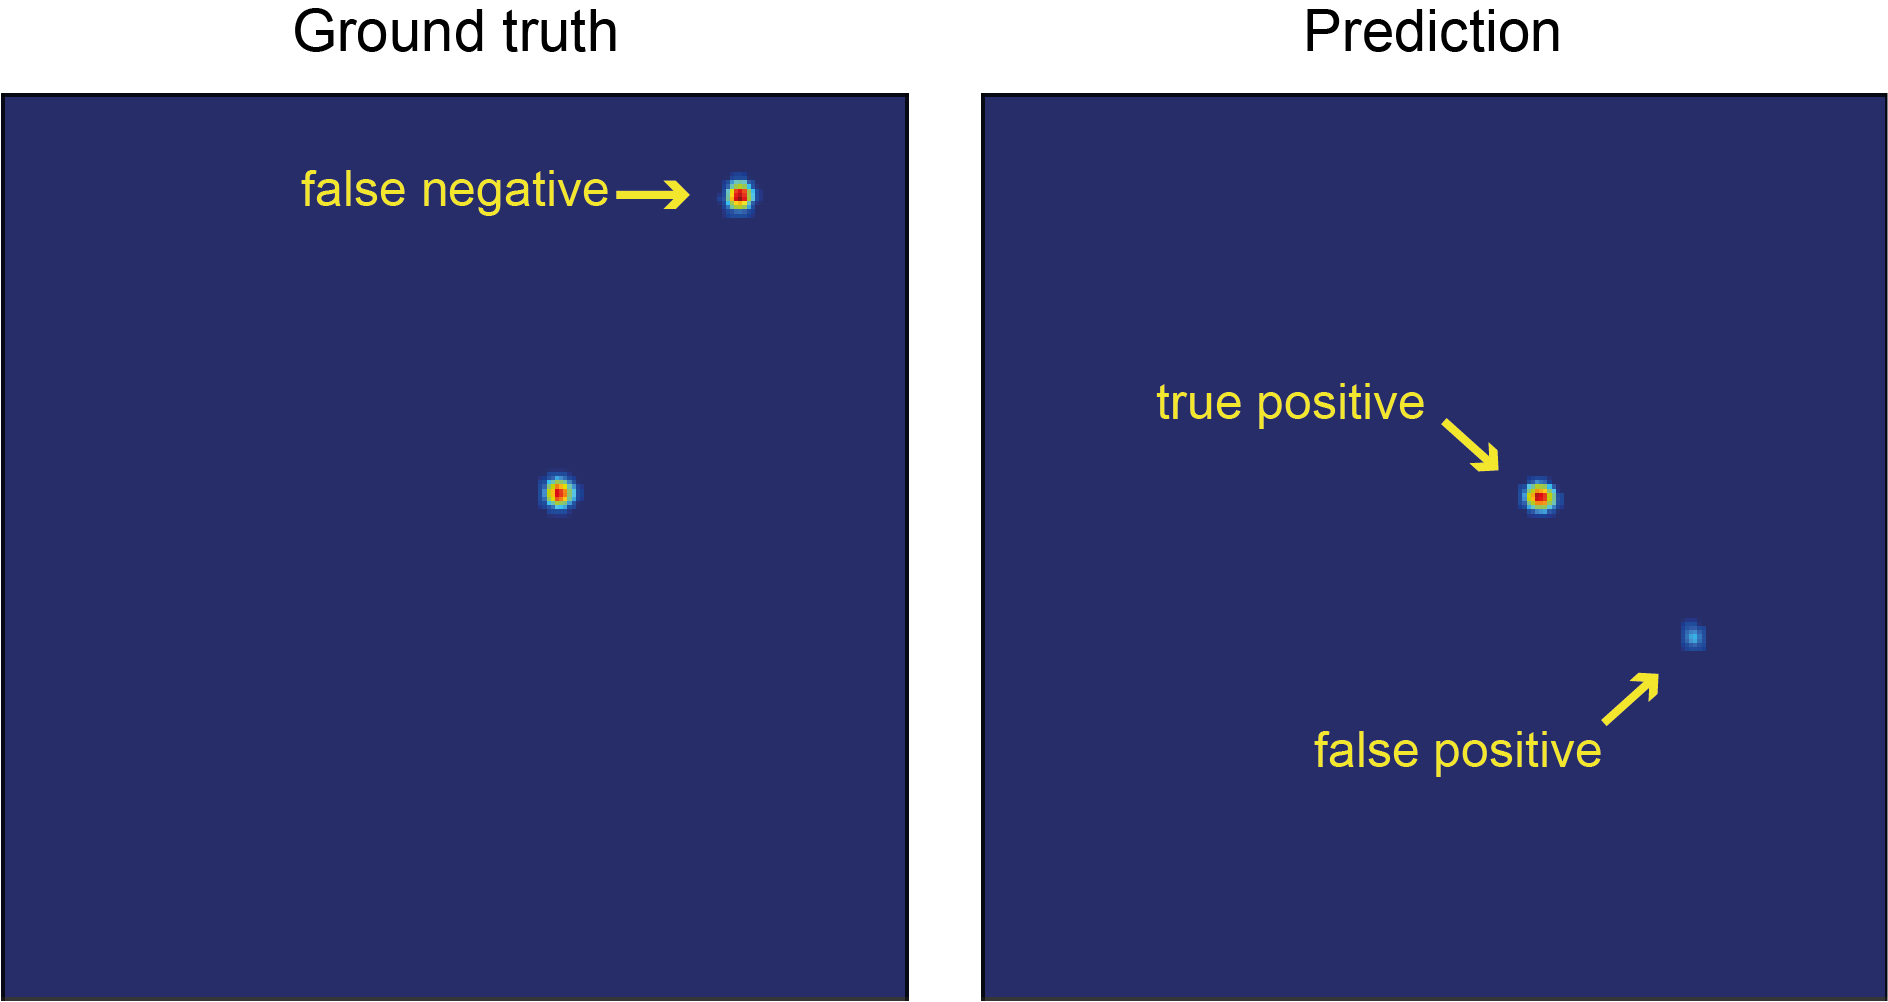 Ground truth
Prediction
false negative
true positive
false positive